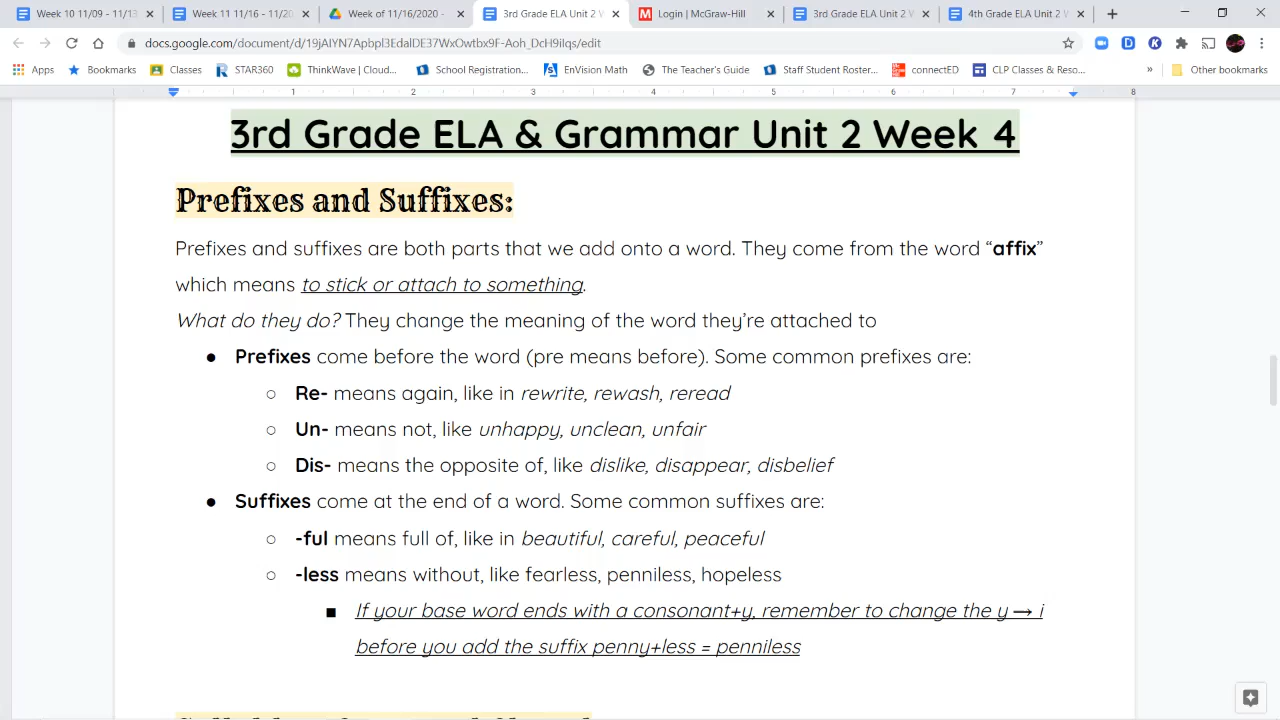 Week 10 11/09 - 11/13
Week 11 11/16 - 11/20
Week of 11/16/2020 -
3rd Grade ELA Unit 2 W
Login | McGraw-Hill
3rd Grade ELA Unit 2 W
4th Grade ELA Unit 2 W
Apps
Bookmarks
Classes
STAR360
ThinkWave | Cloud...
School Registration...
EnVision Math
The Teacher's Guide
Staff Student Roster...
connectED
CLP Classes & Reso...
»
Other bookmarks
1 2 3 4 5 6 7 8
3rd Grade ELA & Grammar Unit 2 Week 4
Prefixes and Suffixes:
Prefixes and suffixes are both parts that we add onto a word. They come from the word “affix”
which means to stick or attach to something.
What do they do? They change the meaning of the word they’re attached to
● Prefixes come before the word (pre means before). Some common prefixes are:
○ Re- means again, like in rewrite, rewash, reread
○ Un- means not, like unhappy, unclean, unfair
○ Dis- means the opposite of, like dislike, disappear, disbelief
● Suffixes come at the end of a word. Some common suffixes are:
○ -ful means full of, like in beautiful, careful, peaceful
○ -less means without, like fearless, penniless, hopeless
■ If your base word ends with a consonant+y, remember to change the y → i
before you add the suffix penny+less = penniless